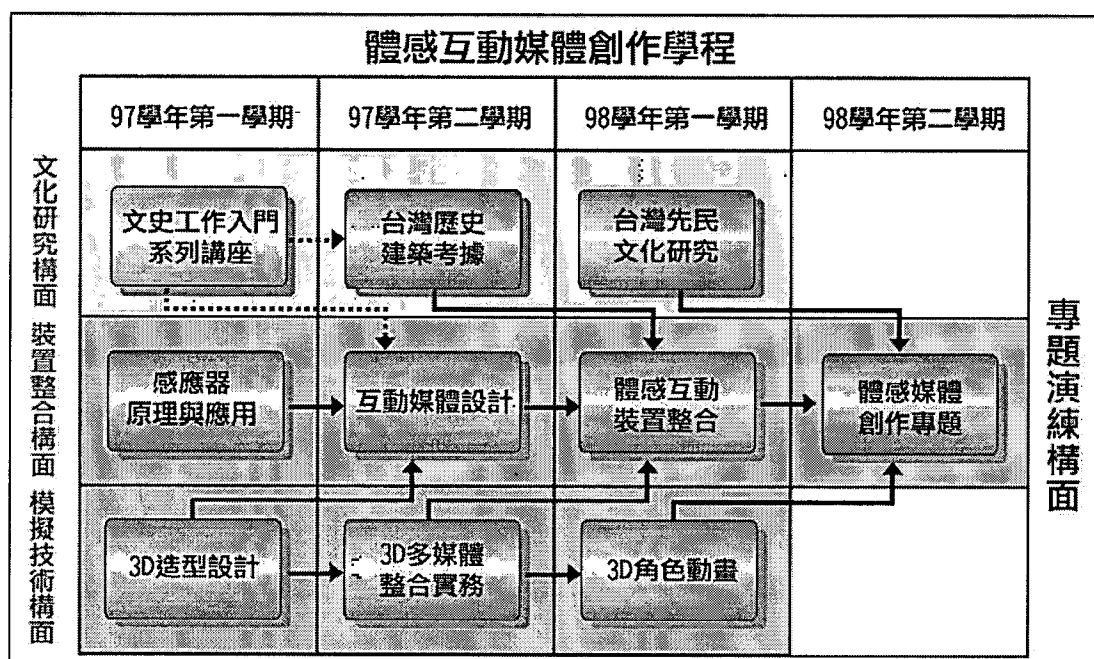 體感互動媒體創作學程
97學年第一學期
97學年第二學期
98學年第一學期
98學年第二學期
文化研究構面
文史工作入門
系列講座
台灣歷史
建築考據
台灣先民
文化研究
裝置整合構面
感應器
原理與應用
互動媒體設計
體感互動
裝置整合
體感媒體
創作專題
模擬技術構面
3D造型設計
3D多媒體
整合實務
3D角色動畫
專題演練構面